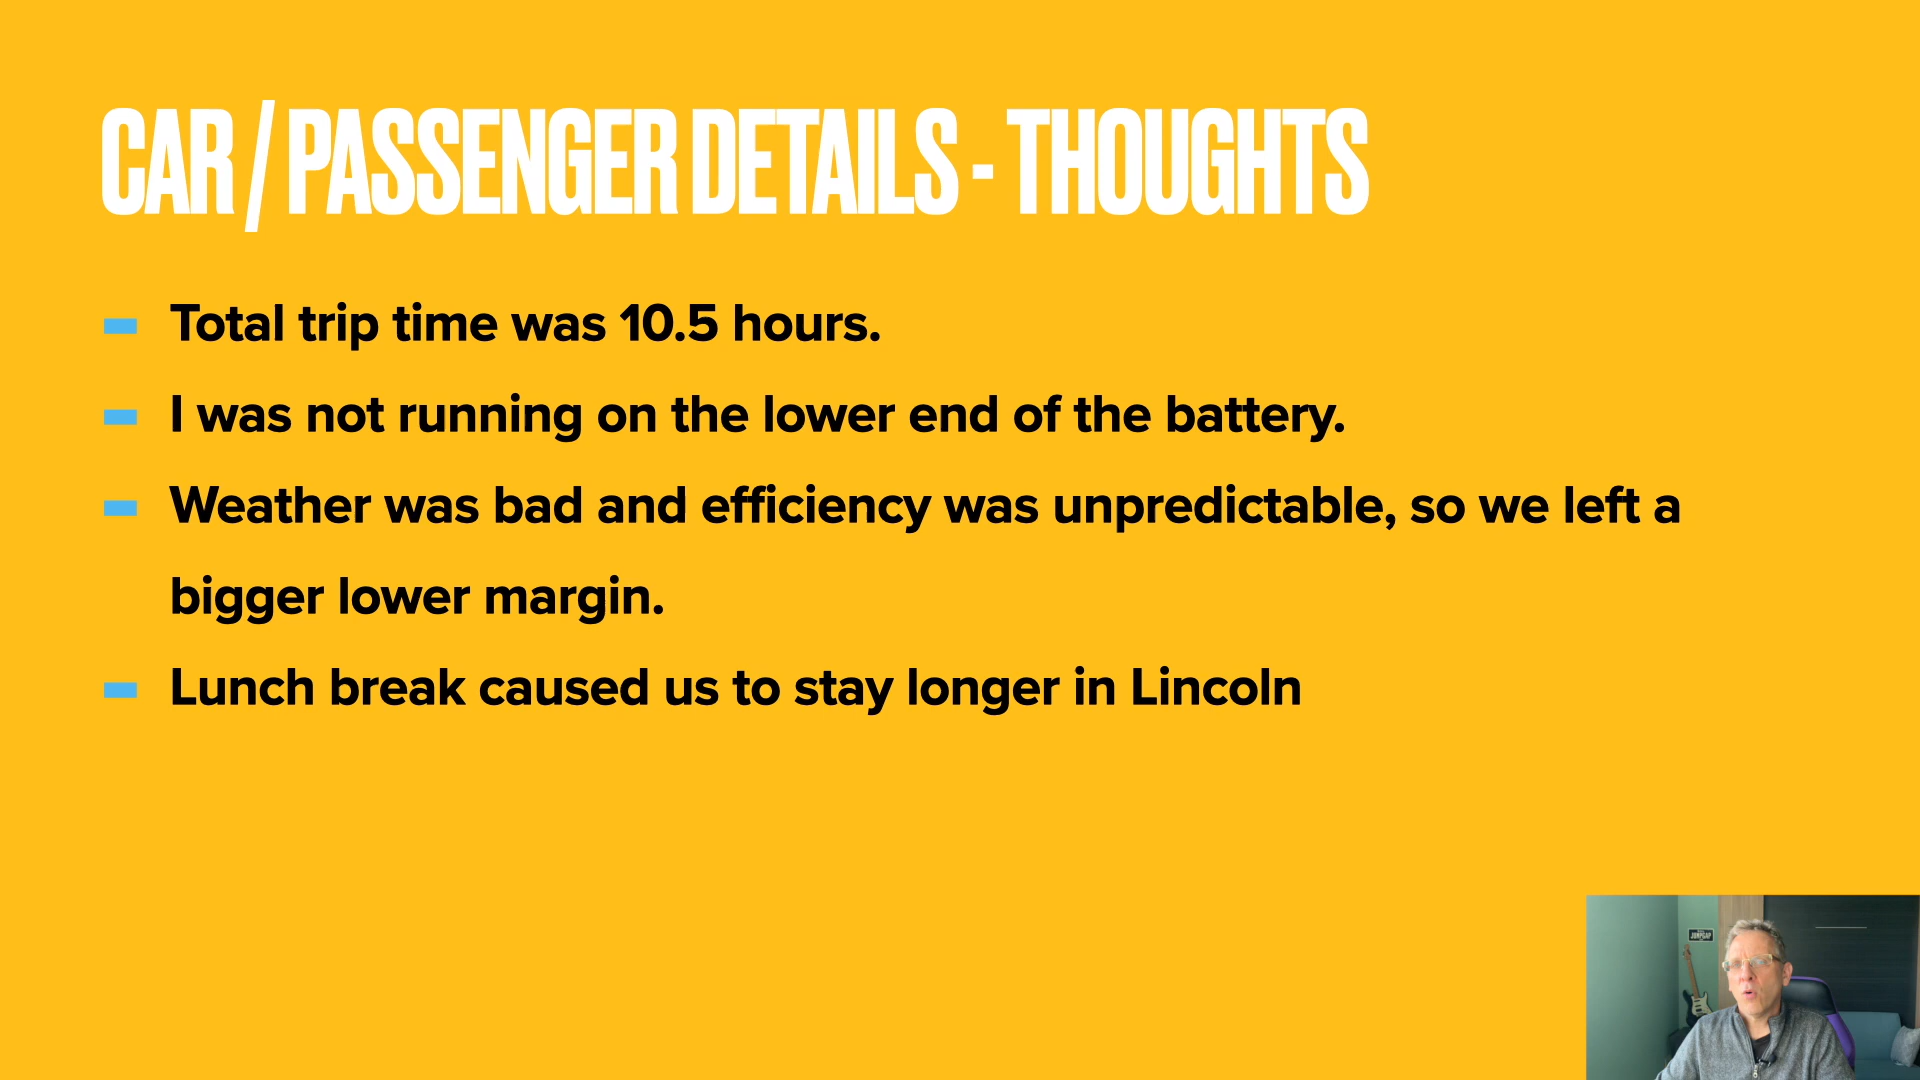 CAR / PASSENGER DETAILS - THOUGHTS
Total trip time was 10.5 hours.
I was not running on the lower end of the battery.
Weather was bad and efficiency was unpredictable, so we left a
bigger lower margin.
Lunch break caused us to stay longer in Lincoln